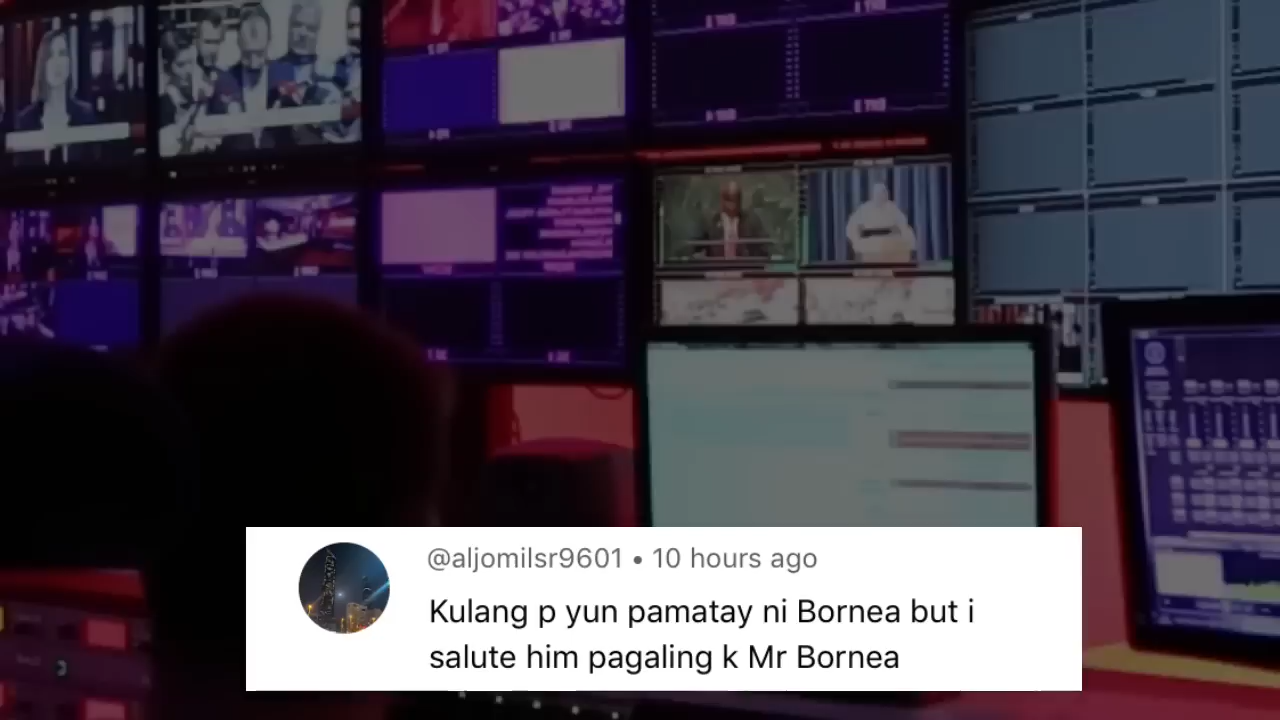 @aljomilsr9601 • 10 hours ago
Kulang p yun pamatay ni Bornea but i
salute him pagaling k Mr Bornea